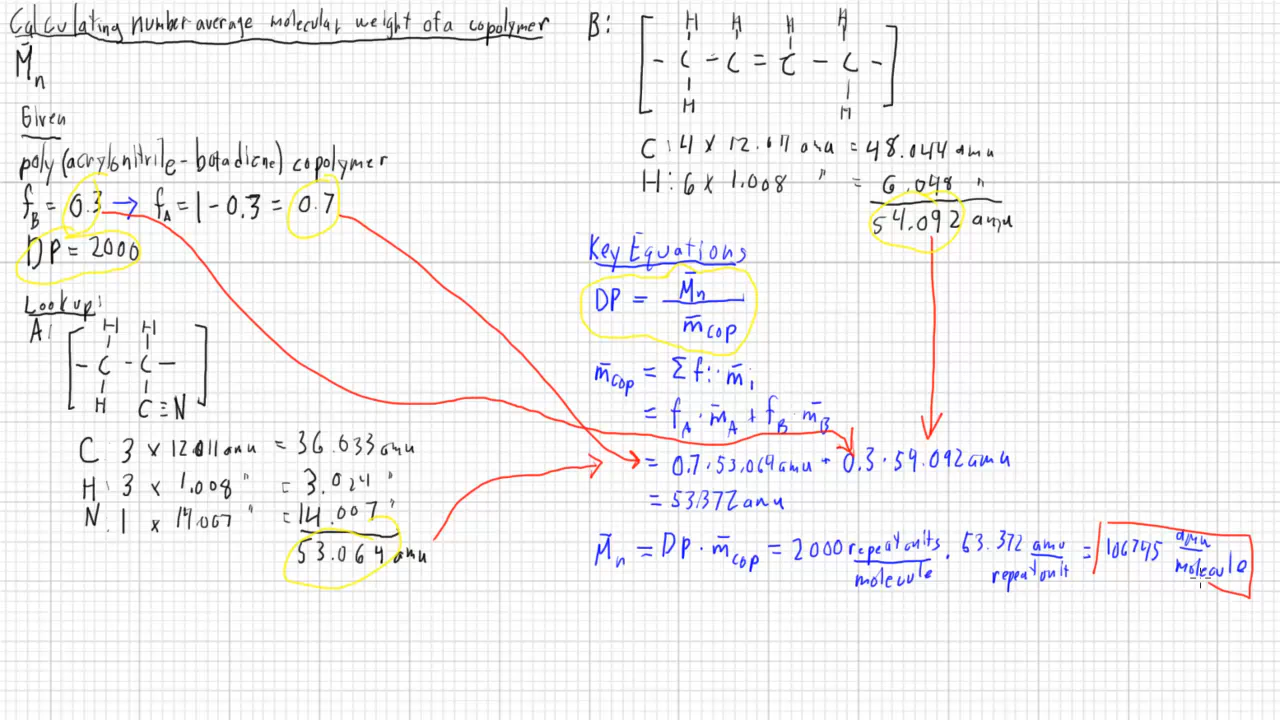 Calculating number average molecular weight of a copolymer
M̄n
Given
poly(acrylonitrile-butadiene) copolymer
fB = 0.3 → fA = 1 - 0.3 = 0.7
DP = 2000
Lookup:
A:
H H
- C - C -
H C≡N
C 3 x 12.011 amu = 36.033 amu
H : 3 x 1.008 " = 3.024 "
N. 1 x 14.007 " = 14.007 "
53.064 amu
B:
H H H H
- C - C = C - C -
H H
C : 4 x 12.011 amu = 48.044 amu
H : 6 x 1.008 " = 6.048 "
54.092 amu
Key Equations
DP = M̄n / m̄cop
m̄cop = Σ fi · m̄i
= fA · m̄A + fB · m̄B
= 0.7 · 53.064 amu + 0.3 · 54.092 amu
= 53.372 amu
M̄n = DP · m̄cop = 2000 repeat units / molecule · 53.372 amu / repeat unit = 106745 amu / molecule